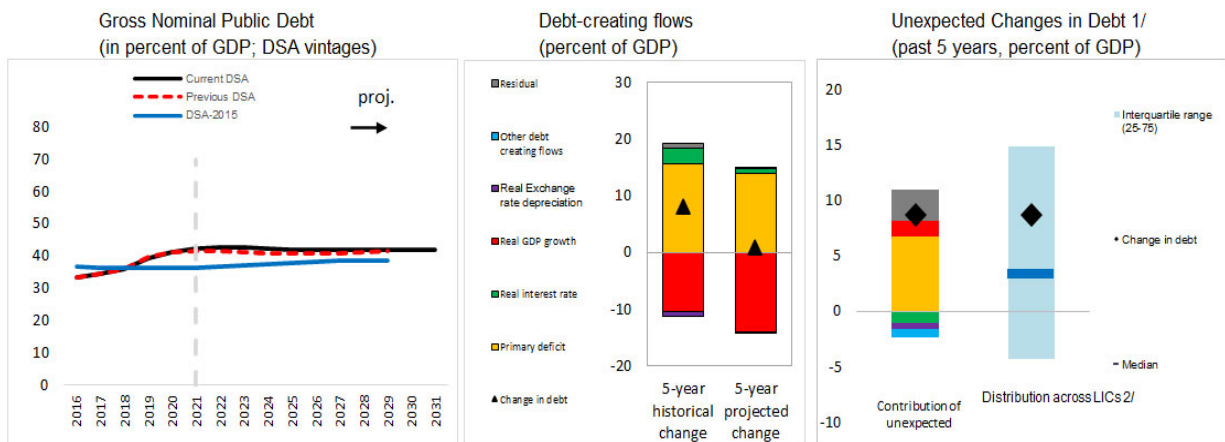 Gross Nominal Public Debt
(in percent of GDP; DSA vintages)
Current DSA
Previous DSA
DSA-2015
proj.
80
70
60
50
40
30
20
10
0
2016
2017
2018
2019
2020
2021
2022
2023
2024
2025
2026
2027
2028
2029
2030
2031
Debt-creating flows
(percent of GDP)
Residual
Other debt
creating flows
Real Exchange
rate depreciation
Real GDP growth
Real interest rate
Primary deficit
Change in debt
30
20
10
0
-10
-20
5-year
historical
change
5-year
projected
change
Unexpected Changes in Debt 1/
(past 5 years, percent of GDP)
20
15
10
5
0
-5
-10
Interquartile range
(25-75)
Change in debt
Median
Contribution of
unexpected
Distribution across LICs 2/